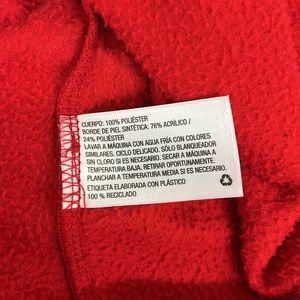 CUERPO: 100% POLIÉSTER
BORDE DE PIEL SINTÉTICA: 76% ACRÍLICO /
24% POLIÉSTER
LAVAR A MÁQUINA CON AGUA FRÍA CON COLORES
SIMILARES. CICLO DELICADO. SÓLO BLANQUEADOR
SIN CLORO SI ES NECESARIO. SECAR A MÁQUINA A
TEMPERATURA BAJA. RETIRAR OPORTUNAMENTE.
PLANCHAR A TEMPERATURA MEDIA SI ES NECESARIO.
ETIQUETA ELABORADA CON PLÁSTICO
100 % RECICLADO